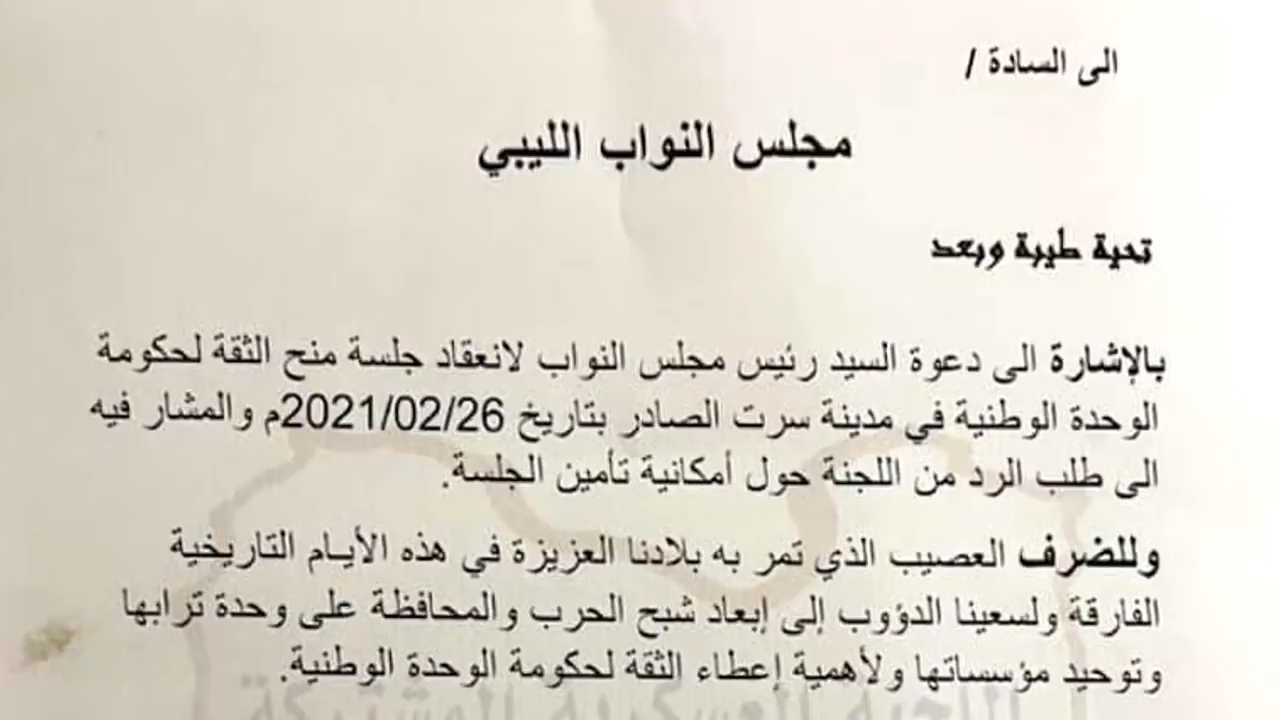 الى السادة /
مجلس النواب الليبي
تحية طيبة وبعد
بالإشارة الى دعوة السيد رئيس مجلس النواب لانعقاد جلسة منح الثقة لحكومة
الوحدة الوطنية في مدينة سرت الصادر بتاريخ 2021/02/26م والمشار فيه
الى طلب الرد من اللجنة حول أمكانية تأمين الجلسة.
وللضرف العصيب الذي تمر به بلادنا العزيزة في هذه الأيام التاريخية
الفارقة ولسعينا الدؤوب إلى إبعاد شبح الحرب والمحافظة على وحدة ترابها
وتوحيد مؤسساتها ولأهمية إعطاء الثقة لحكومة الوحدة الوطنية.
اللجنة العسكرية المشتركة